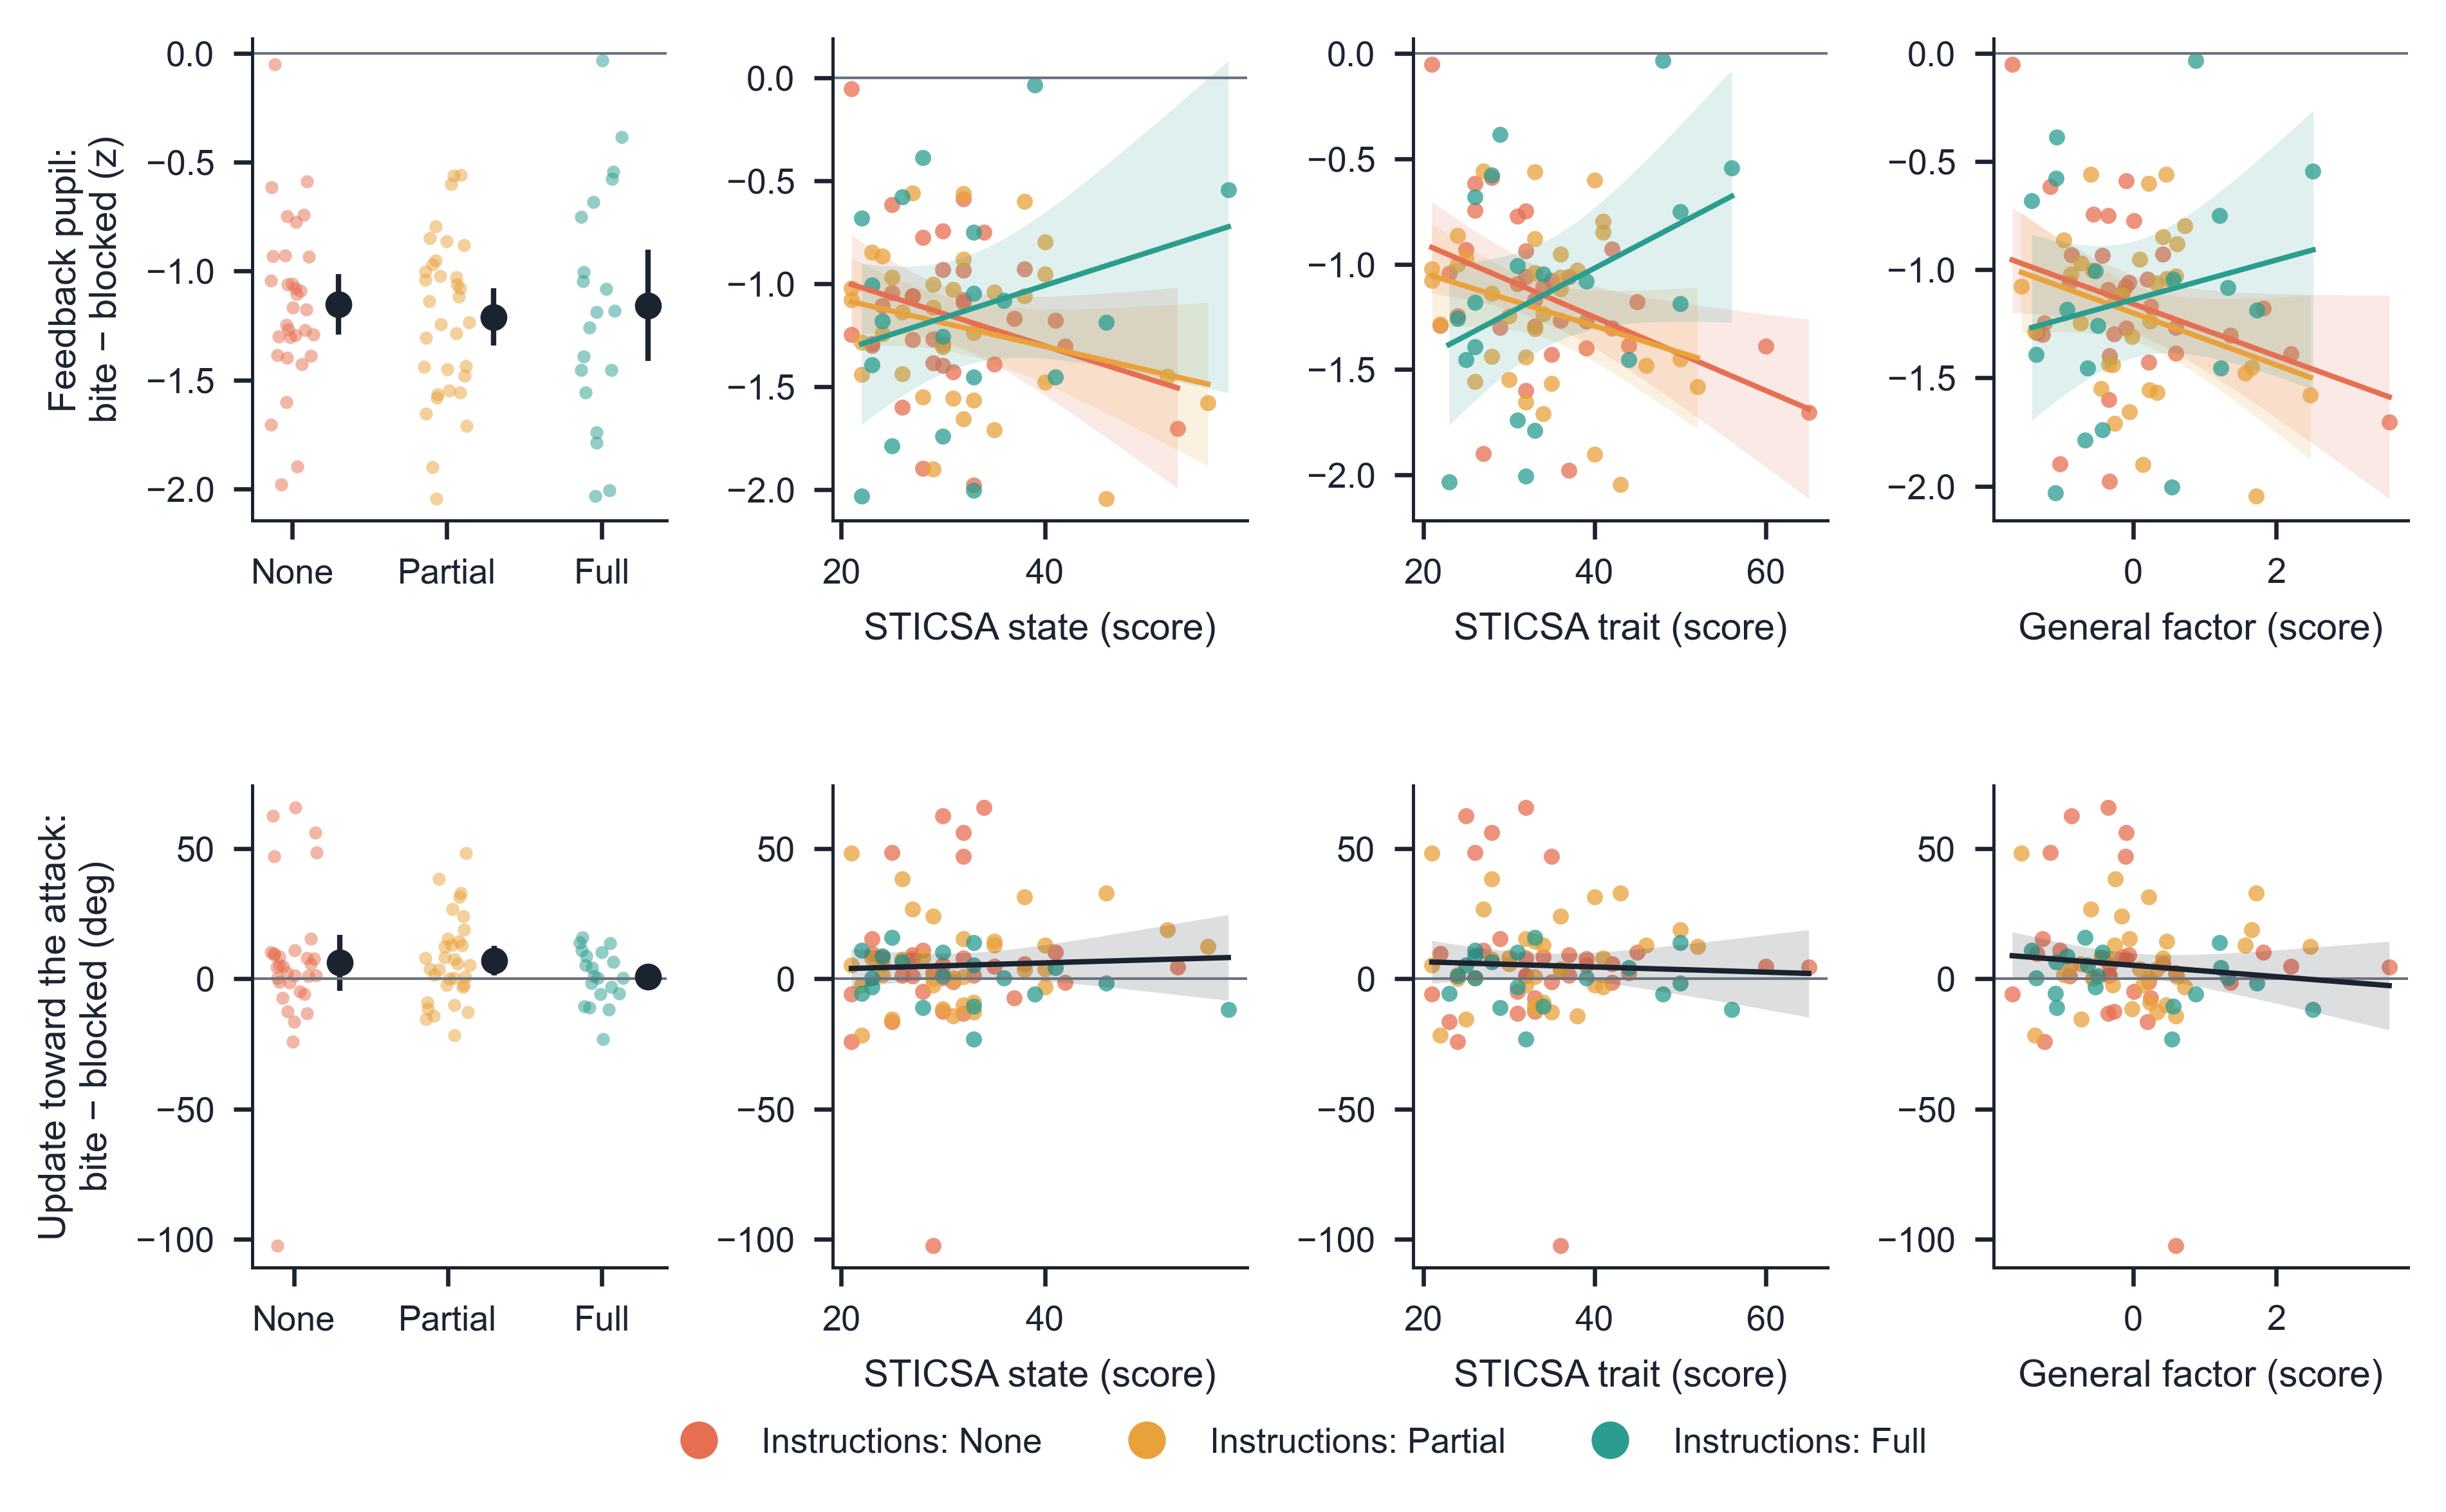 Feedback pupil:
bite − blocked (z)
0.0
−0.5
−1.0
−1.5
−2.0
None
Partial
Full
0.0
−0.5
−1.0
−1.5
−2.0
20
40
STICSA state (score)
0.0
−0.5
−1.0
−1.5
−2.0
20
40
60
STICSA trait (score)
0.0
−0.5
−1.0
−1.5
−2.0
0
2
General factor (score)
Update toward the attack:
bite − blocked (deg)
50
0
−50
−100
None
Partial
Full
50
0
−50
−100
20
40
STICSA state (score)
50
0
−50
−100
20
40
60
STICSA trait (score)
50
0
−50
−100
0
2
General factor (score)
Instructions: None
Instructions: Partial
Instructions: Full